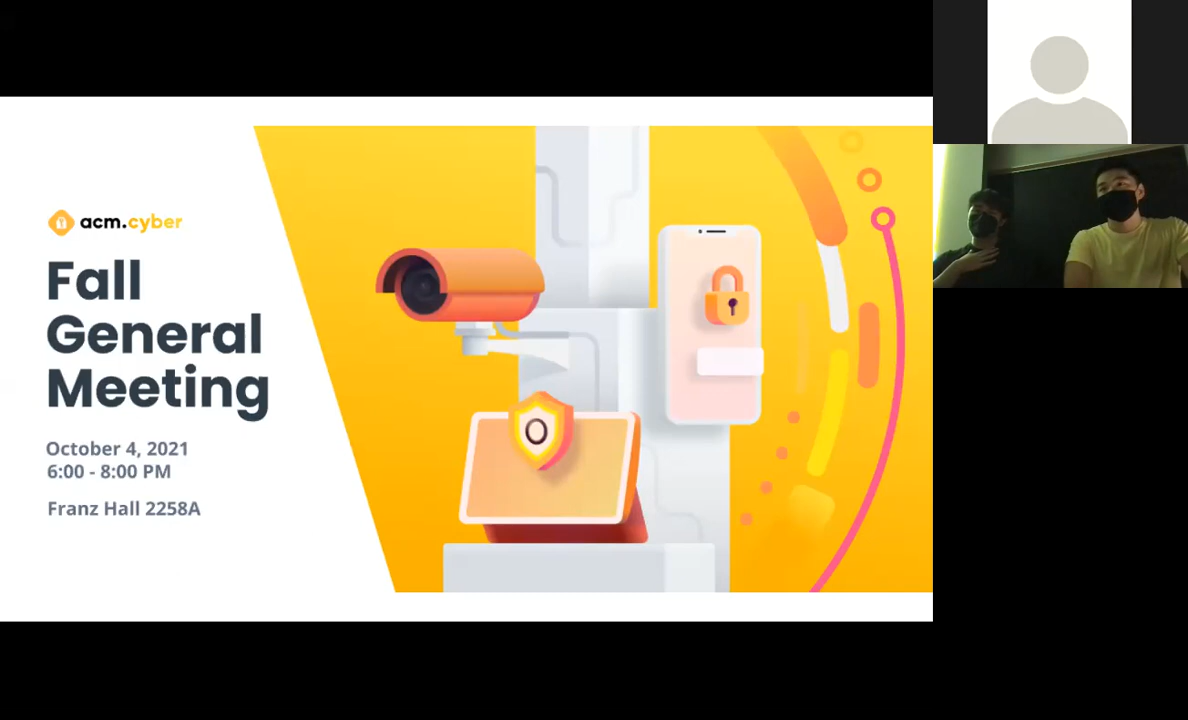 acm.cyber
Fall
General
Meeting
October 4, 2021
6:00 - 8:00 PM
Franz Hall 2258A